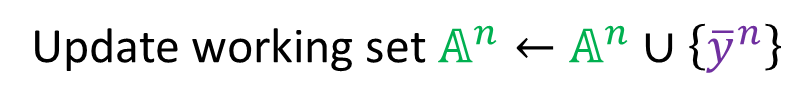 Update working set 𝔸ⁿ ← 𝔸ⁿ ∪ {ȳⁿ}